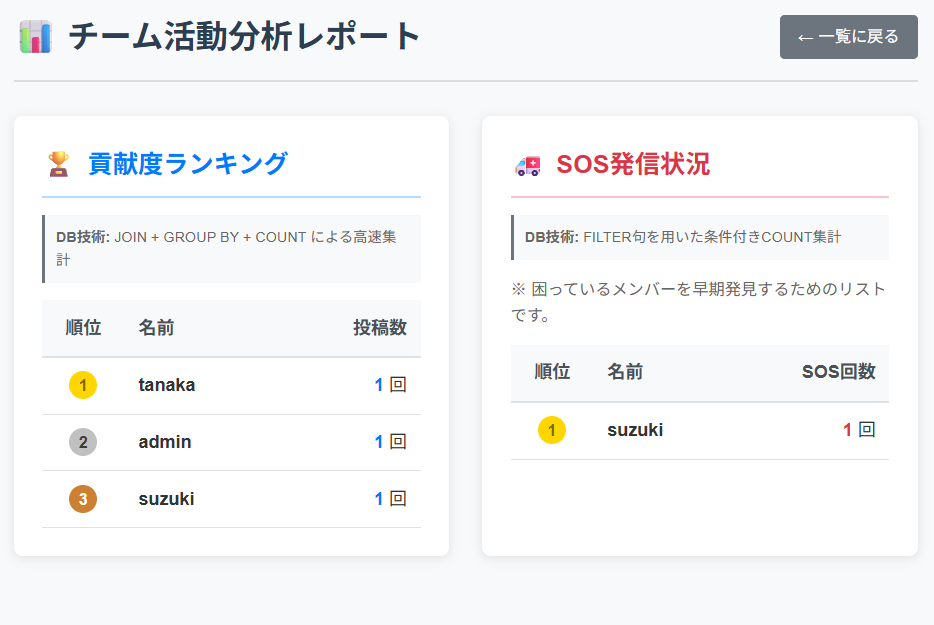 チーム活動分析レポート
← 一覧に戻る
貢献度ランキング
DB技術: JOIN + GROUP BY + COUNT による高速集
計
順位 名前 投稿数
1 tanaka 1 回
2 admin 1 回
3 suzuki 1 回
SOS発信状況
DB技術: FILTER句を用いた条件付きCOUNT集計
※ 困っているメンバーを早期発見するためのリスト
です。
順位 名前 SOS回数
1 suzuki 1 回